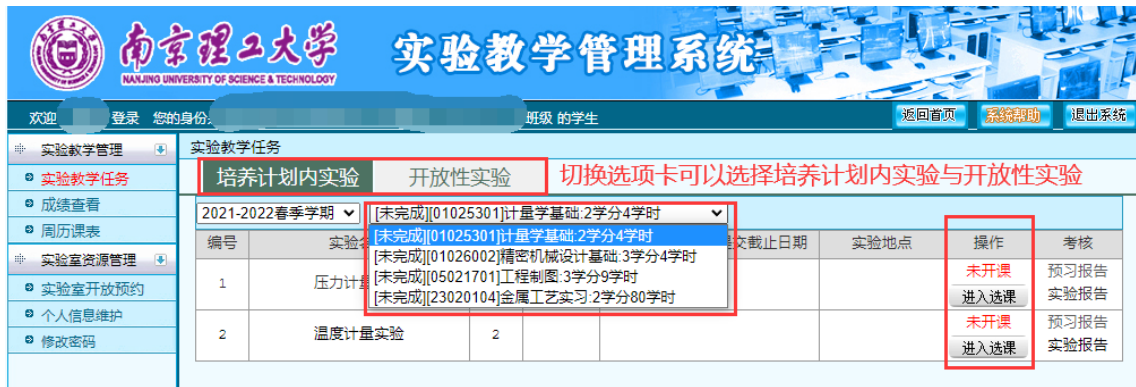 南京理工大学
NANJING UNIVERSITY OF SCIENCE & TECHNOLOGY
实验教学管理系统
欢迎 登录 您的身份: 班级 的学生
返回首页 系统帮助 退出系统
实验教学管理
实验教学任务
成绩查看
周历课表
实验室资源管理
实验室开放预约
个人信息维护
修改密码
实验教学任务
培养计划内实验 开放性实验 切换选项卡可以选择培养计划内实验与开放性实验
2021-2022春季学期 [未完成][01025301]计量学基础:2学分4学时
[未完成][01025301]计量学基础:2学分4学时
[未完成][01026002]精密机械设计基础:3学分4学时
[未完成][05021701]工程制图:3学分9学时
[未完成][23020104]金属工艺实习:2学分80学时
编号 实验 交截止日期 实验地点 操作 考核
1 压力计量 未开课 预习报告
进入选课 实验报告
2 温度计量实验 2 未开课 预习报告
进入选课 实验报告